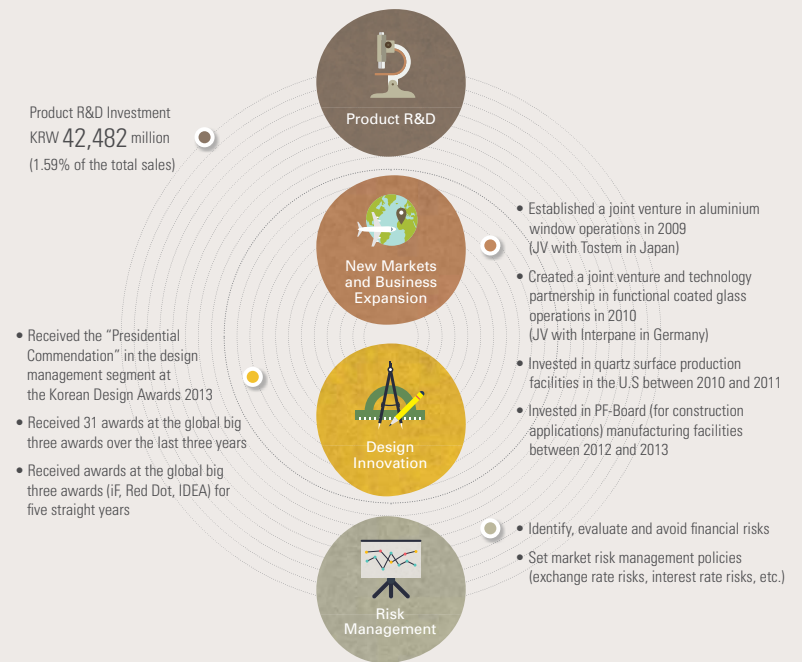 Product R&D
Product R&D Investment
KRW 42,482 million
(1.59% of the total sales)
New Markets
and Business
Expansion
• Established a joint venture in aluminium
window operations in 2009
(JV with Tostem in Japan)
• Created a joint venture and technology
partnership in functional coated glass
operations in 2010
(JV with Interpane in Germany)
• Invested in quartz surface production
facilities in the U.S between 2010 and 2011
• Invested in PF-Board (for construction
applications) manufacturing facilities
between 2012 and 2013
Design
Innovation
• Received the “Presidential
Commendation” in the design
management segment at
the Korean Design Awards 2013
• Received 31 awards at the global big
three awards over the last three years
• Received awards at the global big
three awards (iF, Red Dot, IDEA) for
five straight years
Risk
Management
• Identify, evaluate and avoid financial risks
• Set market risk management policies
(exchange rate risks, interest rate risks, etc.)